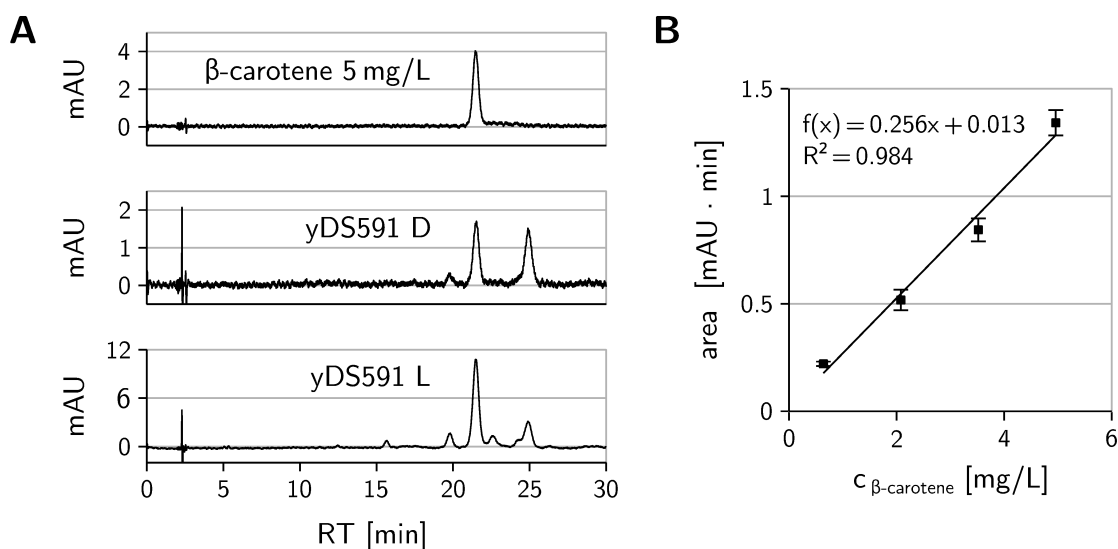 A
mAU
4
2
0
β-carotene 5 mg/L
mAU
2
1
0
yDS591 D
mAU
12
6
0
yDS591 L
0 5 10 15 20 25 30
RT [min]
B
area [mAU · min]
1.5
1
0.5
0
f(x) = 0.256x + 0.013
R² = 0.984
0 2 4 6
c β-carotene [mg/L]